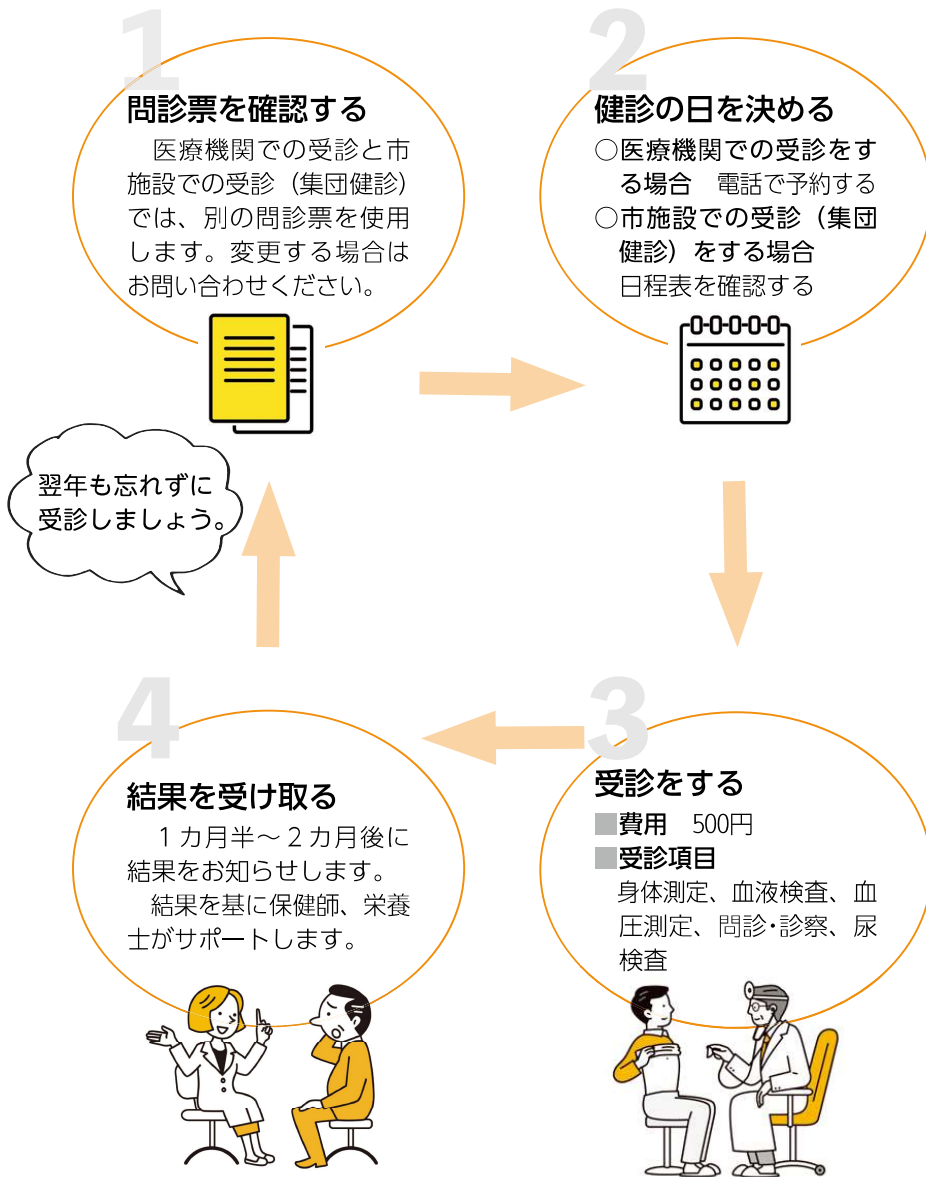 1
問診票を確認する
医療機関での受診と市
施設での受診（集団健診）
では、別の問診票を使用
します。変更する場合は
お問い合わせください。
2
健診の日を決める
○医療機関での受診をす
る場合　電話で予約する
○市施設での受診（集団
健診）をする場合
日程表を確認する
3
受診をする
■費用　500円
■受診項目
身体測定、血液検査、血
圧測定、問診・診察、尿
検査
4
結果を受け取る
１カ月半～２カ月後に
結果をお知らせします。
結果を基に保健師、栄養
士がサポートします。
翌年も忘れずに
受診しましょう。